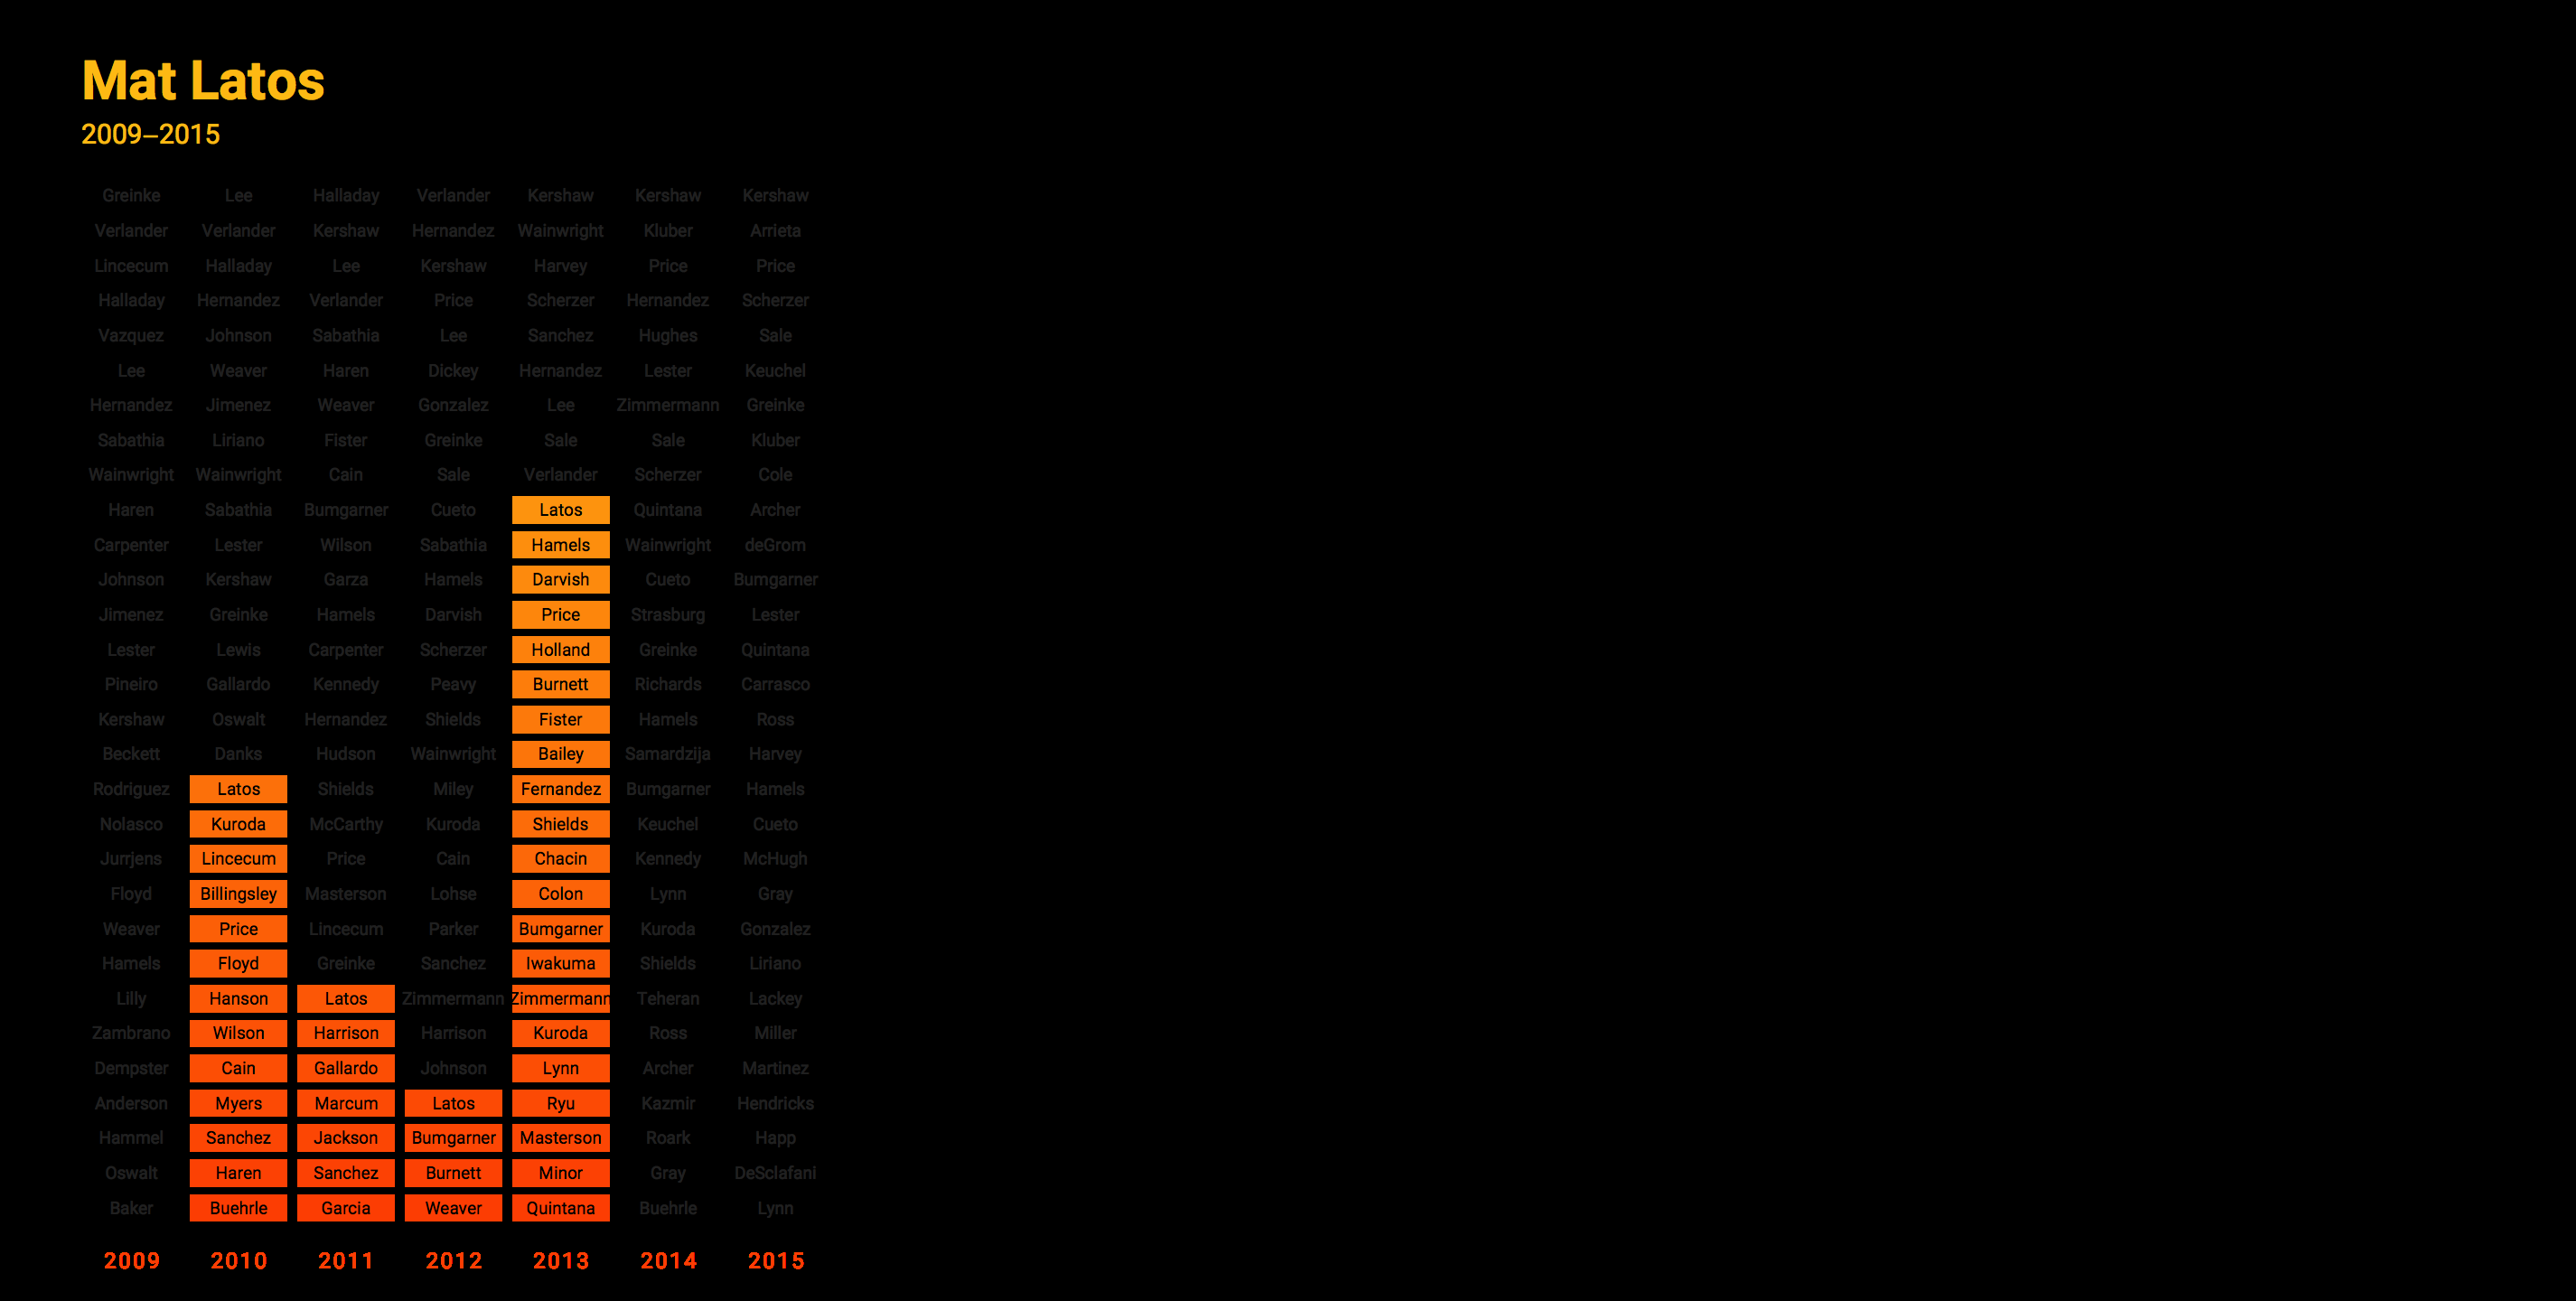 Mat Latos
2009–2015
Greinke Lee Halladay Verlander Kershaw Kershaw Kershaw
Verlander Verlander Kershaw Hernandez Wainwright Kluber Arrieta
Lincecum Halladay Lee Kershaw Harvey Price Price
Halladay Hernandez Verlander Price Scherzer Hernandez Scherzer
Vazquez Johnson Sabathia Lee Sanchez Hughes Sale
Lee Weaver Haren Dickey Hernandez Lester Keuchel
Hernandez Jimenez Weaver Gonzalez Lee Zimmermann Greinke
Sabathia Liriano Fister Greinke Sale Sale Kluber
Wainwright Wainwright Cain Sale Verlander Scherzer Cole
Haren Sabathia Bumgarner Cueto Latos Quintana Archer
Carpenter Lester Wilson Sabathia Hamels Wainwright deGrom
Johnson Kershaw Garza Hamels Darvish Cueto Bumgarner
Jimenez Greinke Hamels Darvish Price Strasburg Lester
Lester Lewis Carpenter Scherzer Holland Greinke Quintana
Pineiro Gallardo Kennedy Peavy Burnett Richards Carrasco
Kershaw Oswalt Hernandez Shields Fister Hamels Ross
Beckett Danks Hudson Wainwright Bailey Samardzija Harvey
Rodriguez Latos Shields Miley Fernandez Bumgarner Hamels
Nolasco Kuroda McCarthy Kuroda Shields Keuchel Cueto
Jurrjens Lincecum Price Cain Chacin Kennedy McHugh
Floyd Billingsley Masterson Lohse Colon Lynn Gray
Weaver Price Lincecum Parker Bumgarner Kuroda Gonzalez
Hamels Floyd Greinke Sanchez Iwakuma Shields Liriano
Lilly Hanson Latos Zimmermann Zimmermann Teheran Lackey
Zambrano Wilson Harrison Harrison Kuroda Ross Miller
Dempster Cain Gallardo Johnson Lynn Archer Martinez
Anderson Myers Marcum Latos Ryu Kazmir Hendricks
Hammel Sanchez Jackson Bumgarner Masterson Roark Happ
Oswalt Haren Sanchez Burnett Minor Gray DeSclafani
Baker Buehrle Garcia Weaver Quintana Buehrle Lynn
2009 2010 2011 2012 2013 2014 2015